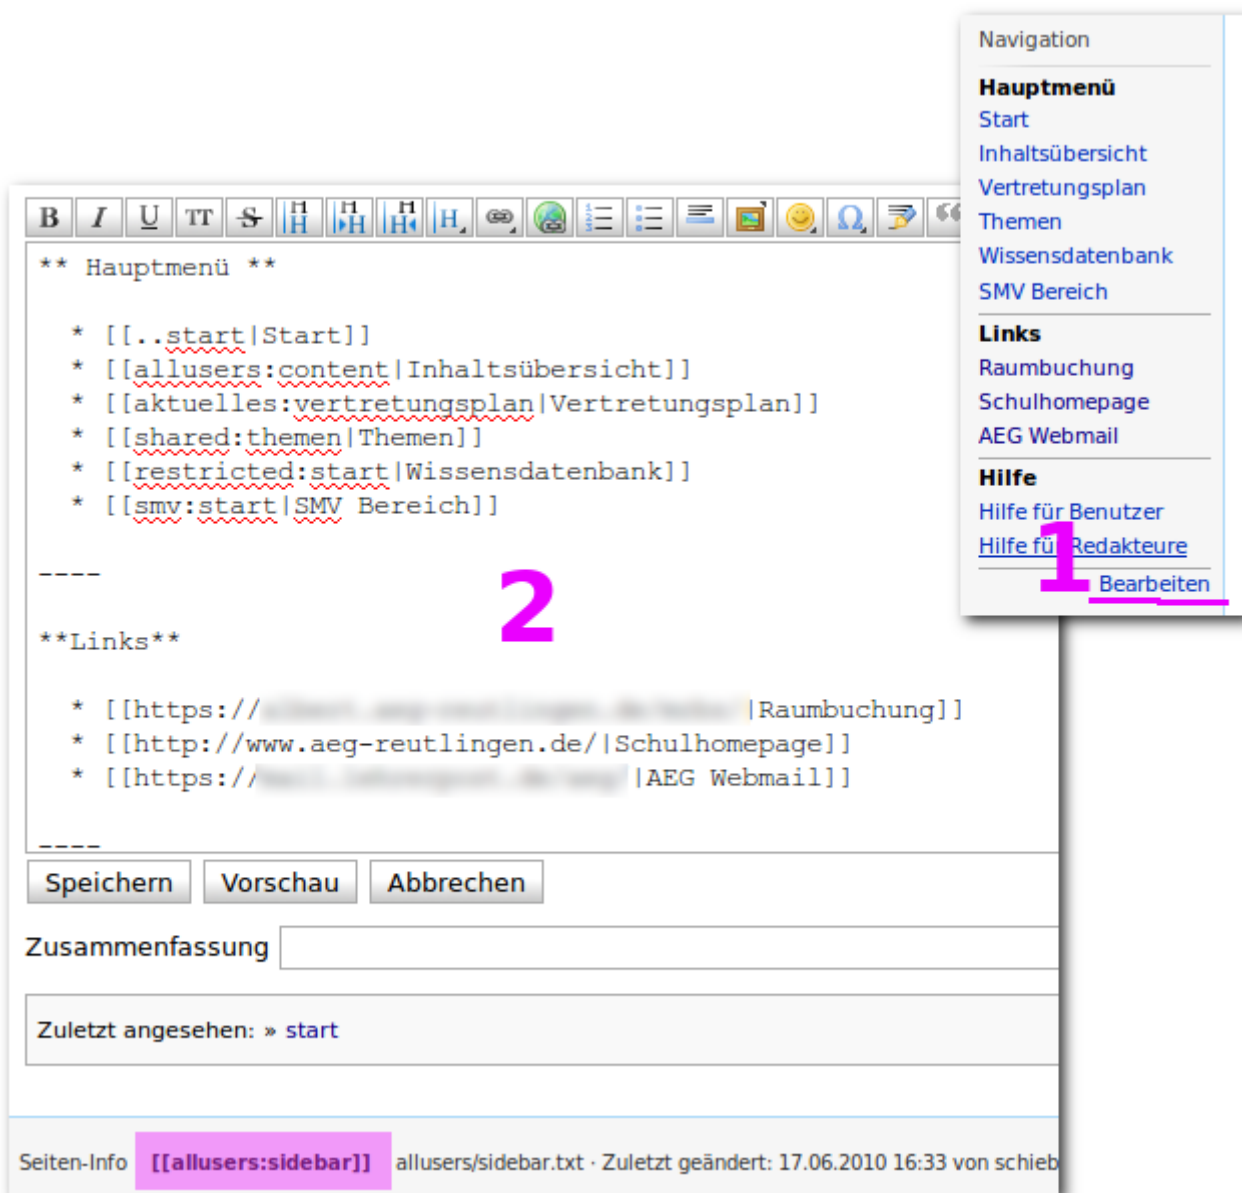 Navigation
Hauptmenü
Start
Inhaltsübersicht
Vertretungsplan
Themen
Wissensdatenbank
SMV Bereich
Links
Raumbuchung
Schulhomepage
AEG Webmail
Hilfe
Hilfe für Benutzer
Hilfe für Redakteure
1
Bearbeiten
** Hauptmenü **
* [[..start|Start]]
* [[allusers:content|Inhaltsübersicht]]
* [[aktuelles:vertretungsplan|Vertretungsplan]]
* [[shared:themen|Themen]]
* [[restricted:start|Wissensdatenbank]]
* [[smv:start|SMV Bereich]]
----
2
**Links**
* [[https:// |Raumbuchung]]
* [[http://www.aeg-reutlingen.de/|Schulhomepage]]
* [[https:// |AEG Webmail]]
----
Speichern Vorschau Abbrechen
Zusammenfassung
Zuletzt angesehen: » start
Seiten-Info [[allusers:sidebar]] allusers/sidebar.txt · Zuletzt geändert: 17.06.2010 16:33 von schieb